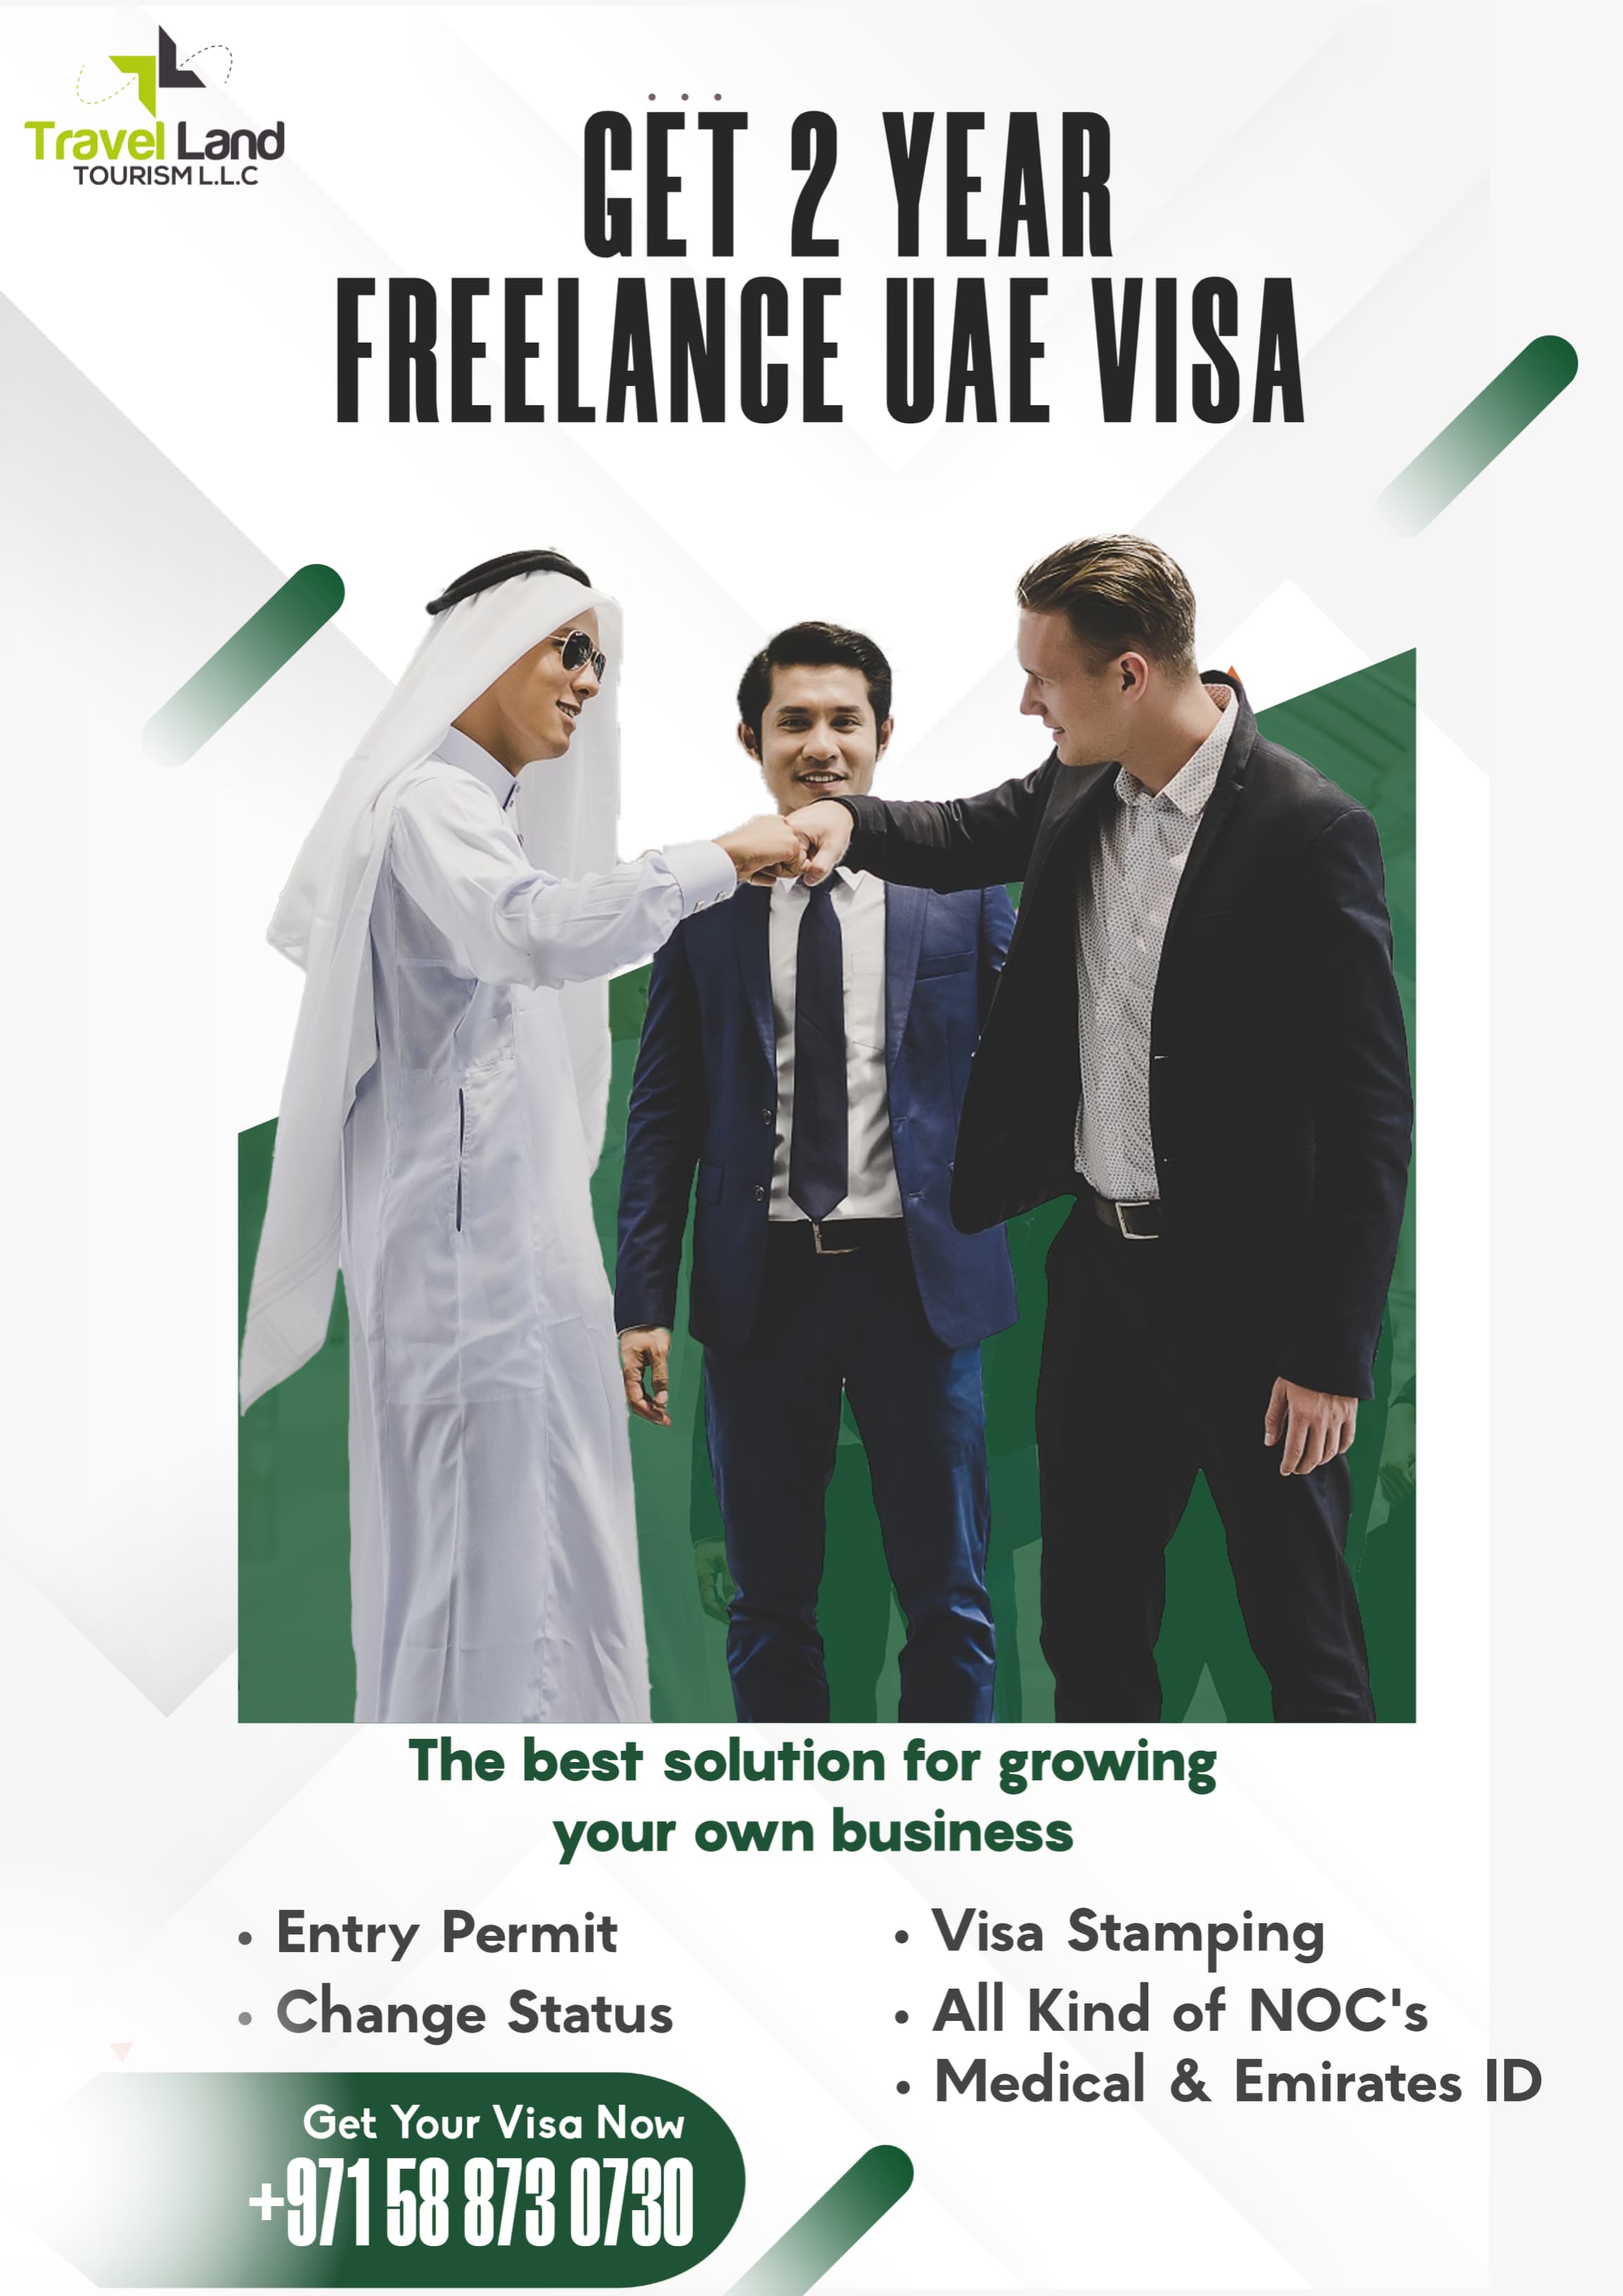 Travel Land
TOURISM L.L.C
GET 2 YEAR
FREELANCE UAE VISA
The best solution for growing
your own business
• Entry Permit
• Change Status
• Visa Stamping
• All Kind of NOC's
• Medical & Emirates ID
Get Your Visa Now
+971 58 873 0730